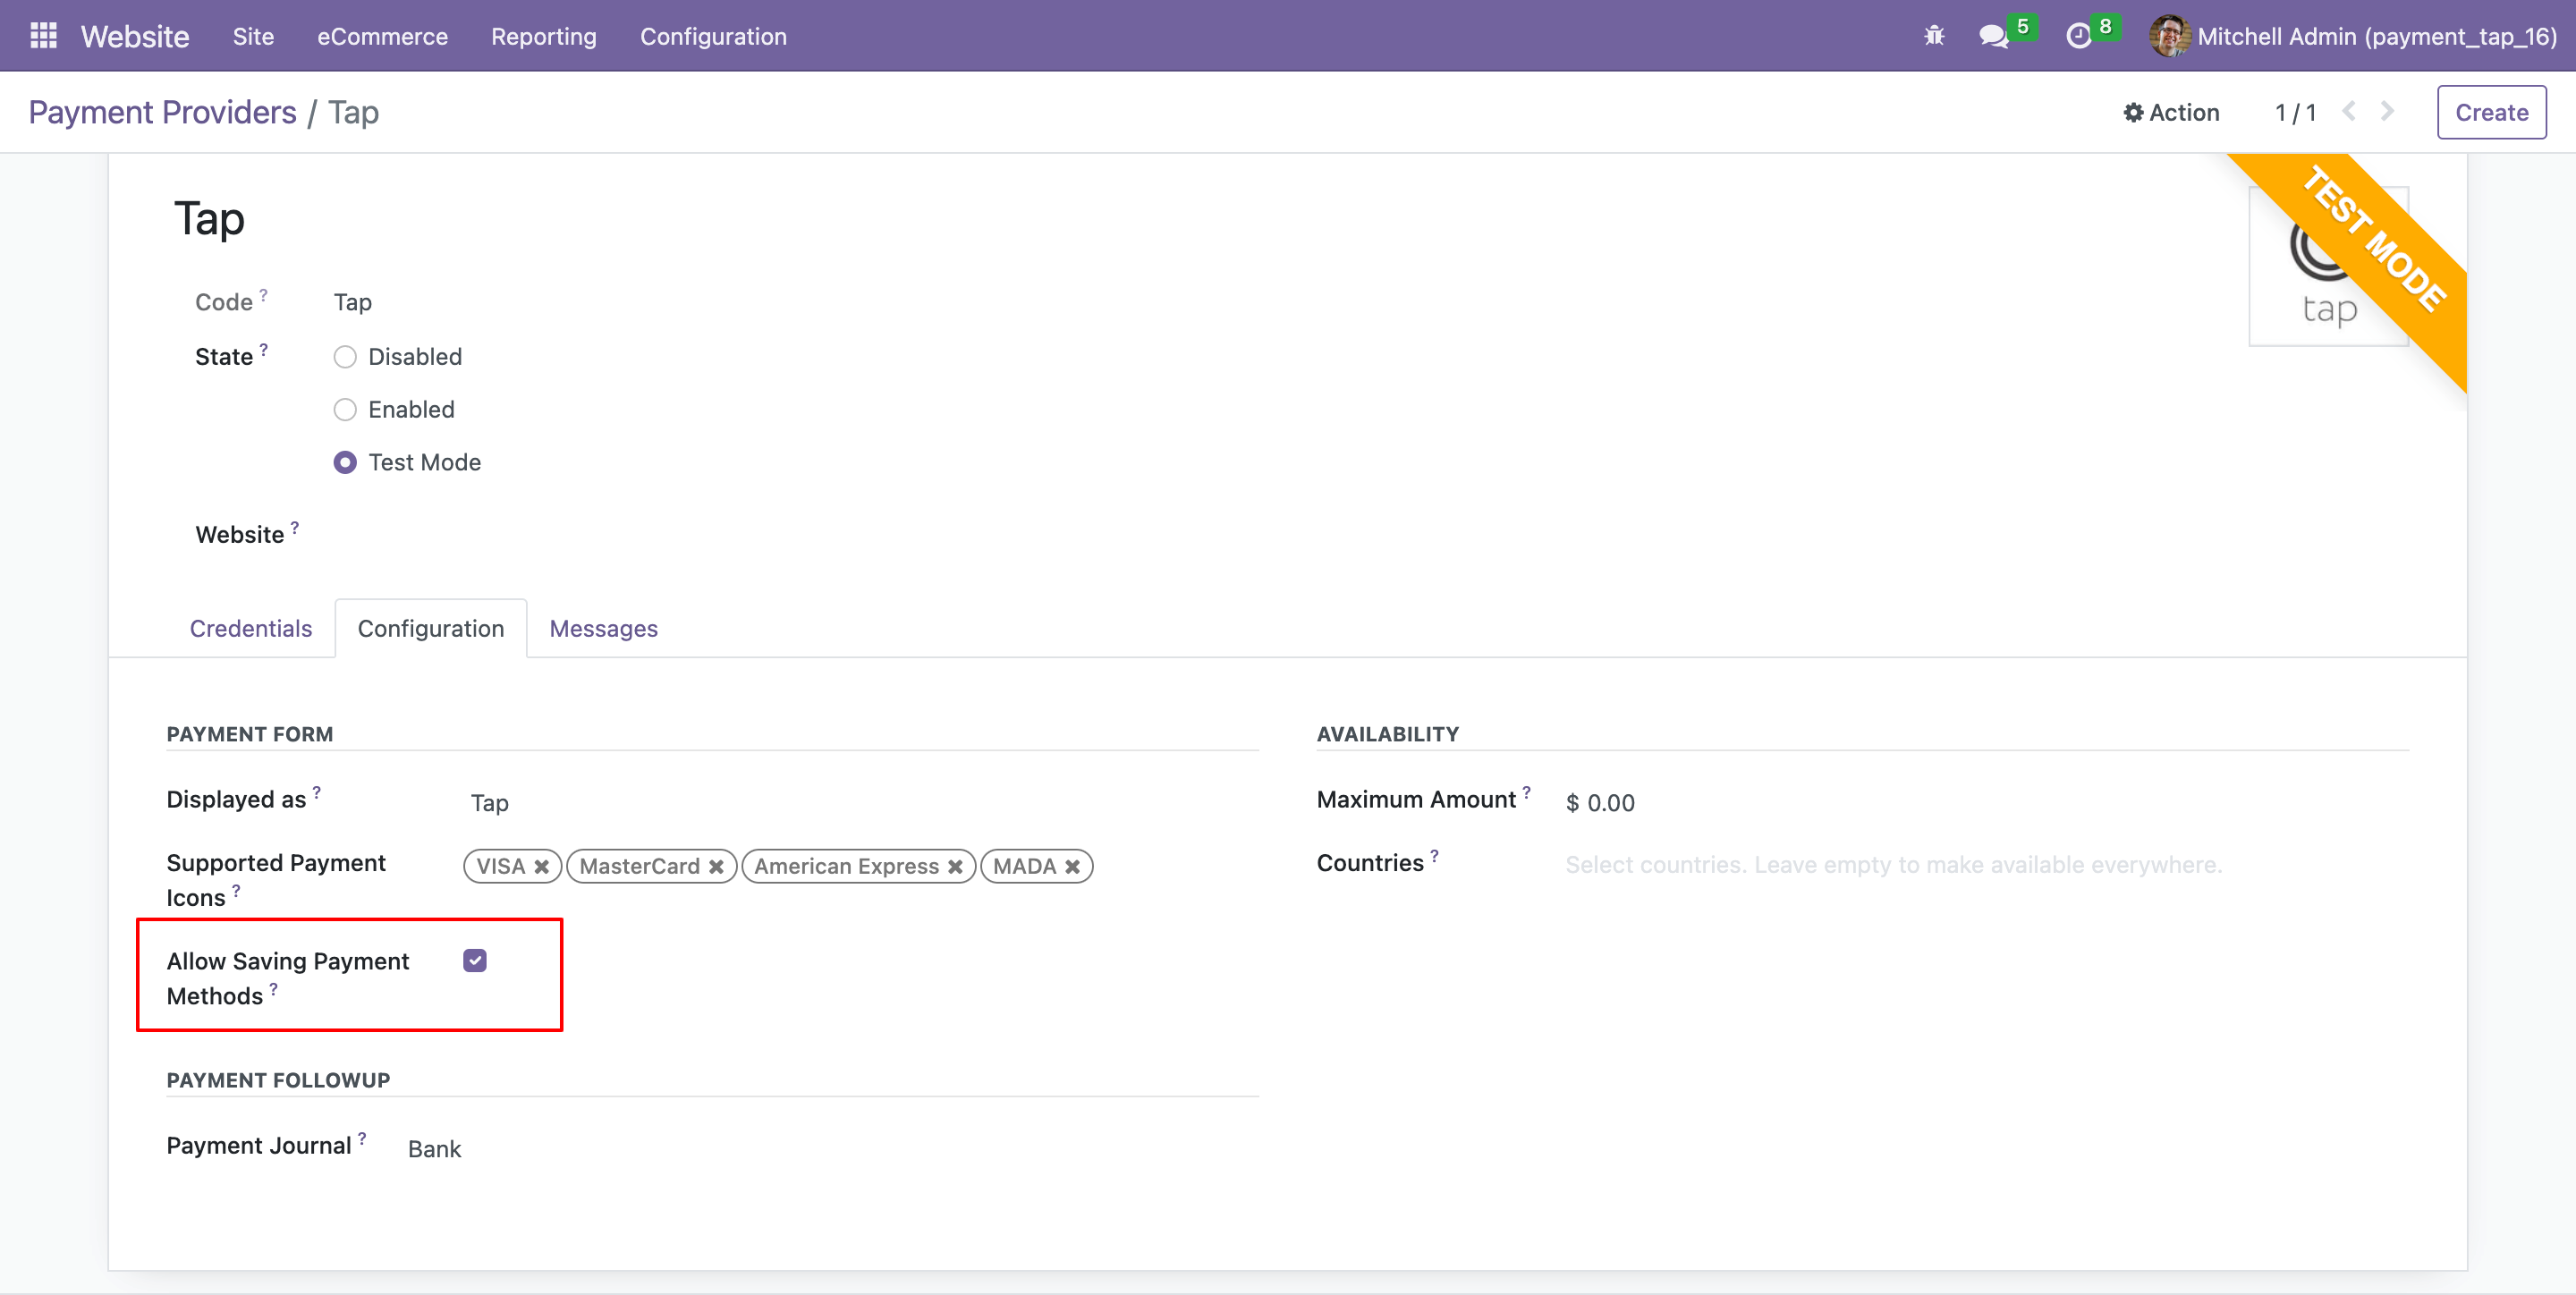 Website Site eCommerce Reporting Configuration 5 8 Mitchell Admin (payment_tap_16)
Payment Providers / Tap Action 1 / 1 Create
TEST MODE
tap
Tap
Code ? Tap
State ? Disabled
Enabled
Test Mode
Website ?
Credentials Configuration Messages
PAYMENT FORM
Displayed as ? Tap
Supported Payment
Icons ?
VISA MasterCard American Express MADA
Allow Saving Payment
Methods ?
AVAILABILITY
Maximum Amount ? $ 0.00
Countries ? Select countries. Leave empty to make available everywhere.
PAYMENT FOLLOWUP
Payment Journal ? Bank